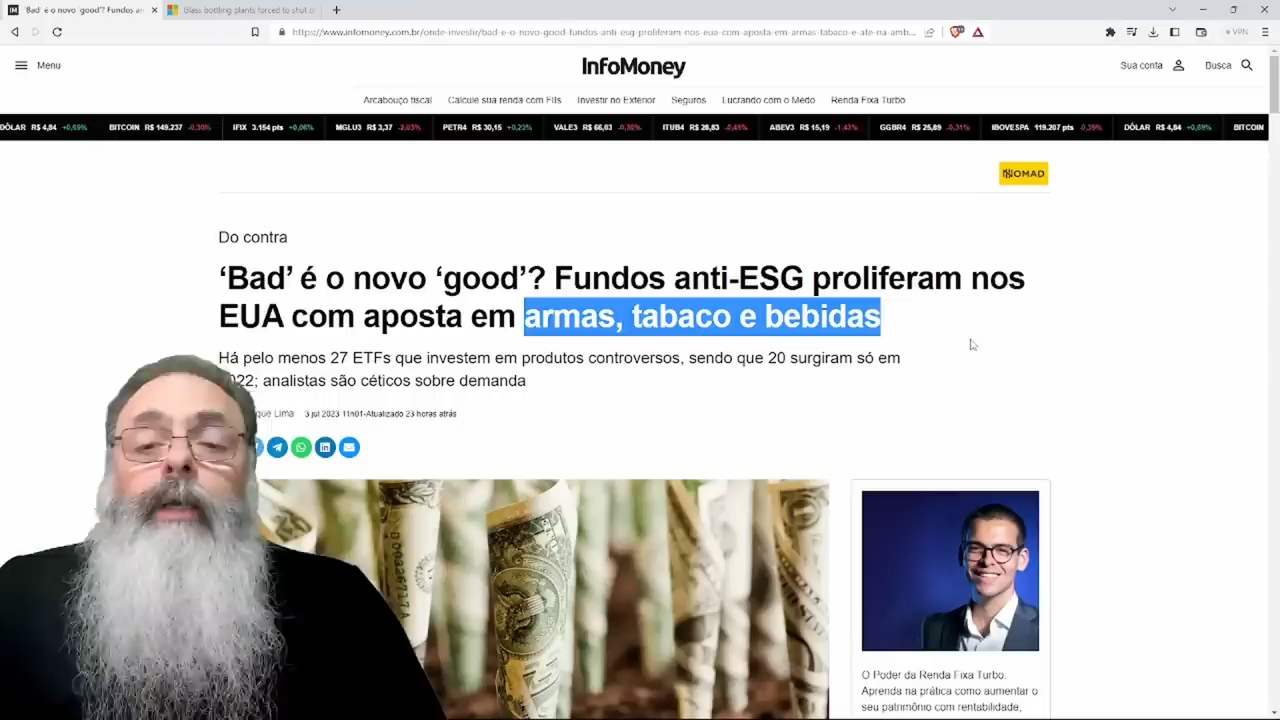 'Bad' é o novo 'good'? Fundos an
Glass bottling plants forced to shut
https://www.infomoney.com.br/onde-investir/bad-e-o-novo-good-fundos-anti-esg-proliferam-nos-eua-com-aposta-em-armas-tabaco-e-ate-na-amb...
VPN
Menu
InfoMoney
Sua conta
Busca
Arcabouço fiscal Calcule sua renda com FIIs Investir no Exterior Seguros Lucrando com o Medo Renda Fixa Turbo
DÓLAR R$ 4,84 +0,69% BITCOIN R$ 149.237 -0,30% IFIX 3.154 pts +0,06% MGLU3 R$ 3,37 -2,03% PETR4 R$ 30,15 +0,23% VALE3 R$ 66,03 -0,30% ITUB4 R$ 28,83 -0,45% ABEV3 R$ 15,19 -1,43% GGBR4 R$ 25,89 -0,31% IBOVESPA 119.207 pts -0,39% DÓLAR R$ 4,84 +0,69% BITCOIN
NOMAD
Do contra
‘Bad’ é o novo ‘good’? Fundos anti-ESG proliferam nos
EUA com aposta em armas, tabaco e bebidas
Há pelo menos 27 ETFs que investem em produtos controversos, sendo que 20 surgiram só em
2022; analistas são céticos sobre demanda
que Lima 3 jul 2023 11h01-Atualizado 23 horas atrás
O Poder da Renda Fixa Turbo.
Aprenda na prática como aumentar o
seu patrimônio com rentabilidade,